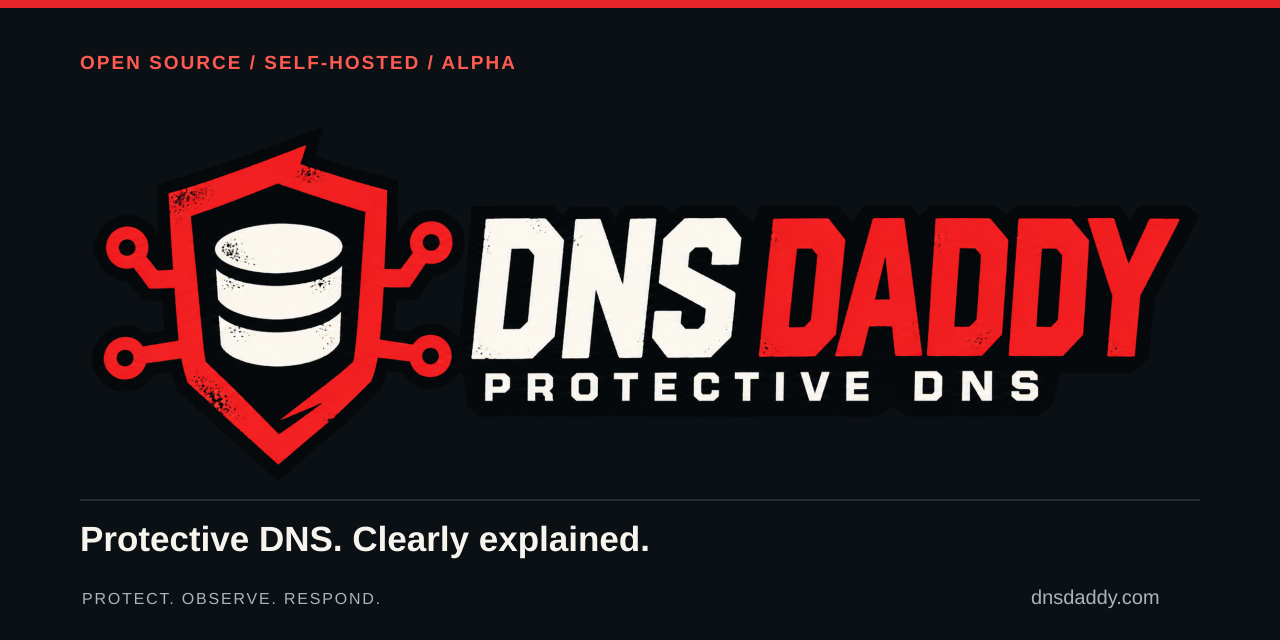 OPEN SOURCE / SELF-HOSTED / ALPHA
DNS DADDY
PROTECTIVE DNS
Protective DNS. Clearly explained.
PROTECT. OBSERVE. RESPOND.
dnsdaddy.com